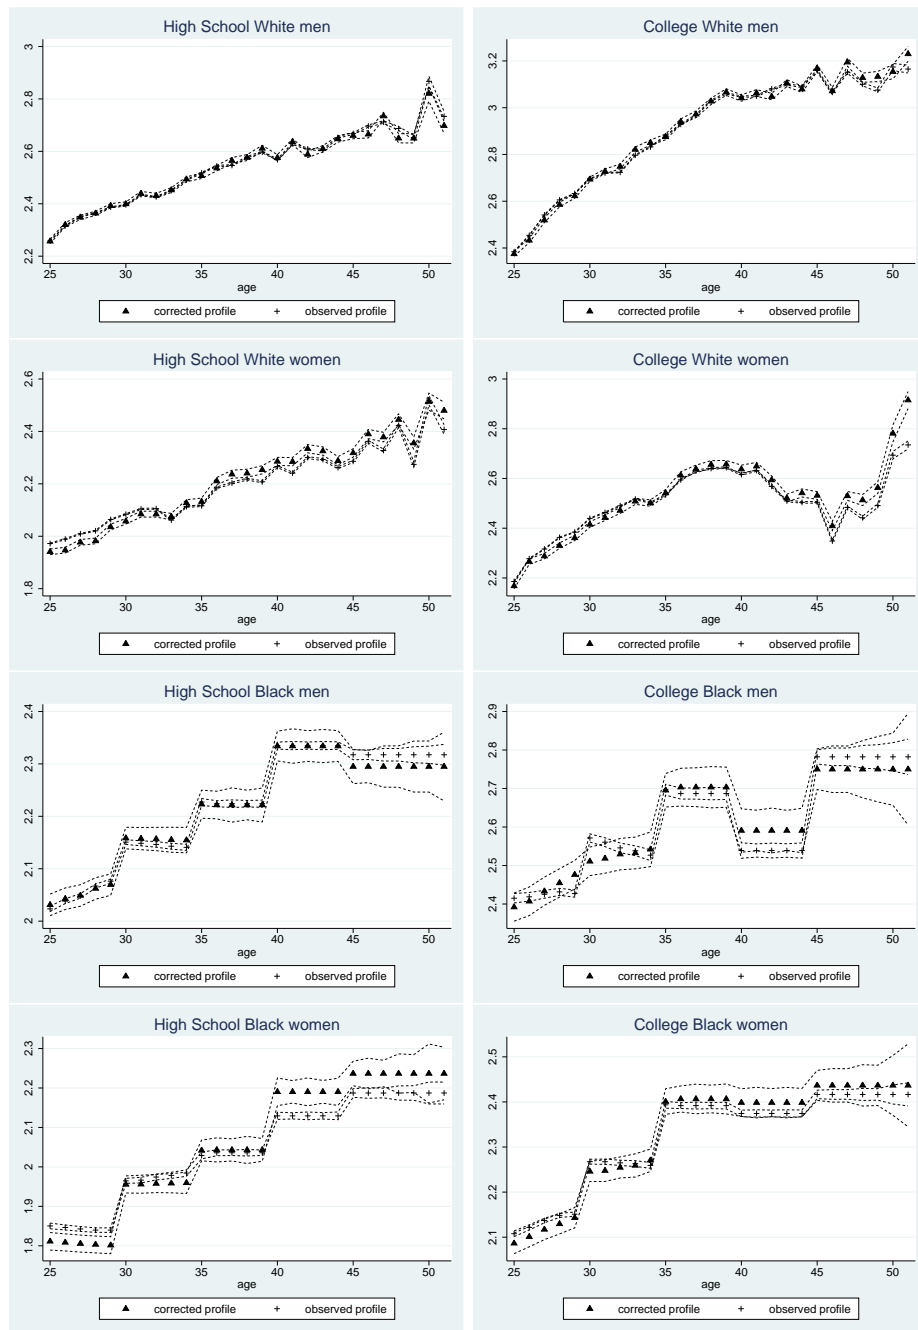 High School White men
3
2.8
2.6
2.4
2.2
25 30 35 40 45 50
age
corrected profile observed profile
College White men
3.2
3
2.8
2.6
2.4
25 30 35 40 45 50
age
corrected profile observed profile
High School White women
2.6
2.4
2.2
2
1.8
25 30 35 40 45 50
age
corrected profile observed profile
College White women
3
2.8
2.6
2.4
2.2
25 30 35 40 45 50
age
corrected profile observed profile
High School Black men
2.4
2.3
2.2
2.1
2
25 30 35 40 45 50
age
corrected profile observed profile
College Black men
2.9
2.8
2.7
2.6
2.5
2.4
25 30 35 40 45 50
age
corrected profile observed profile
High School Black women
2.3
2.2
2.1
2
1.9
1.8
25 30 35 40 45 50
age
corrected profile observed profile
College Black women
2.5
2.4
2.3
2.2
2.1
25 30 35 40 45 50
age
corrected profile observed profile